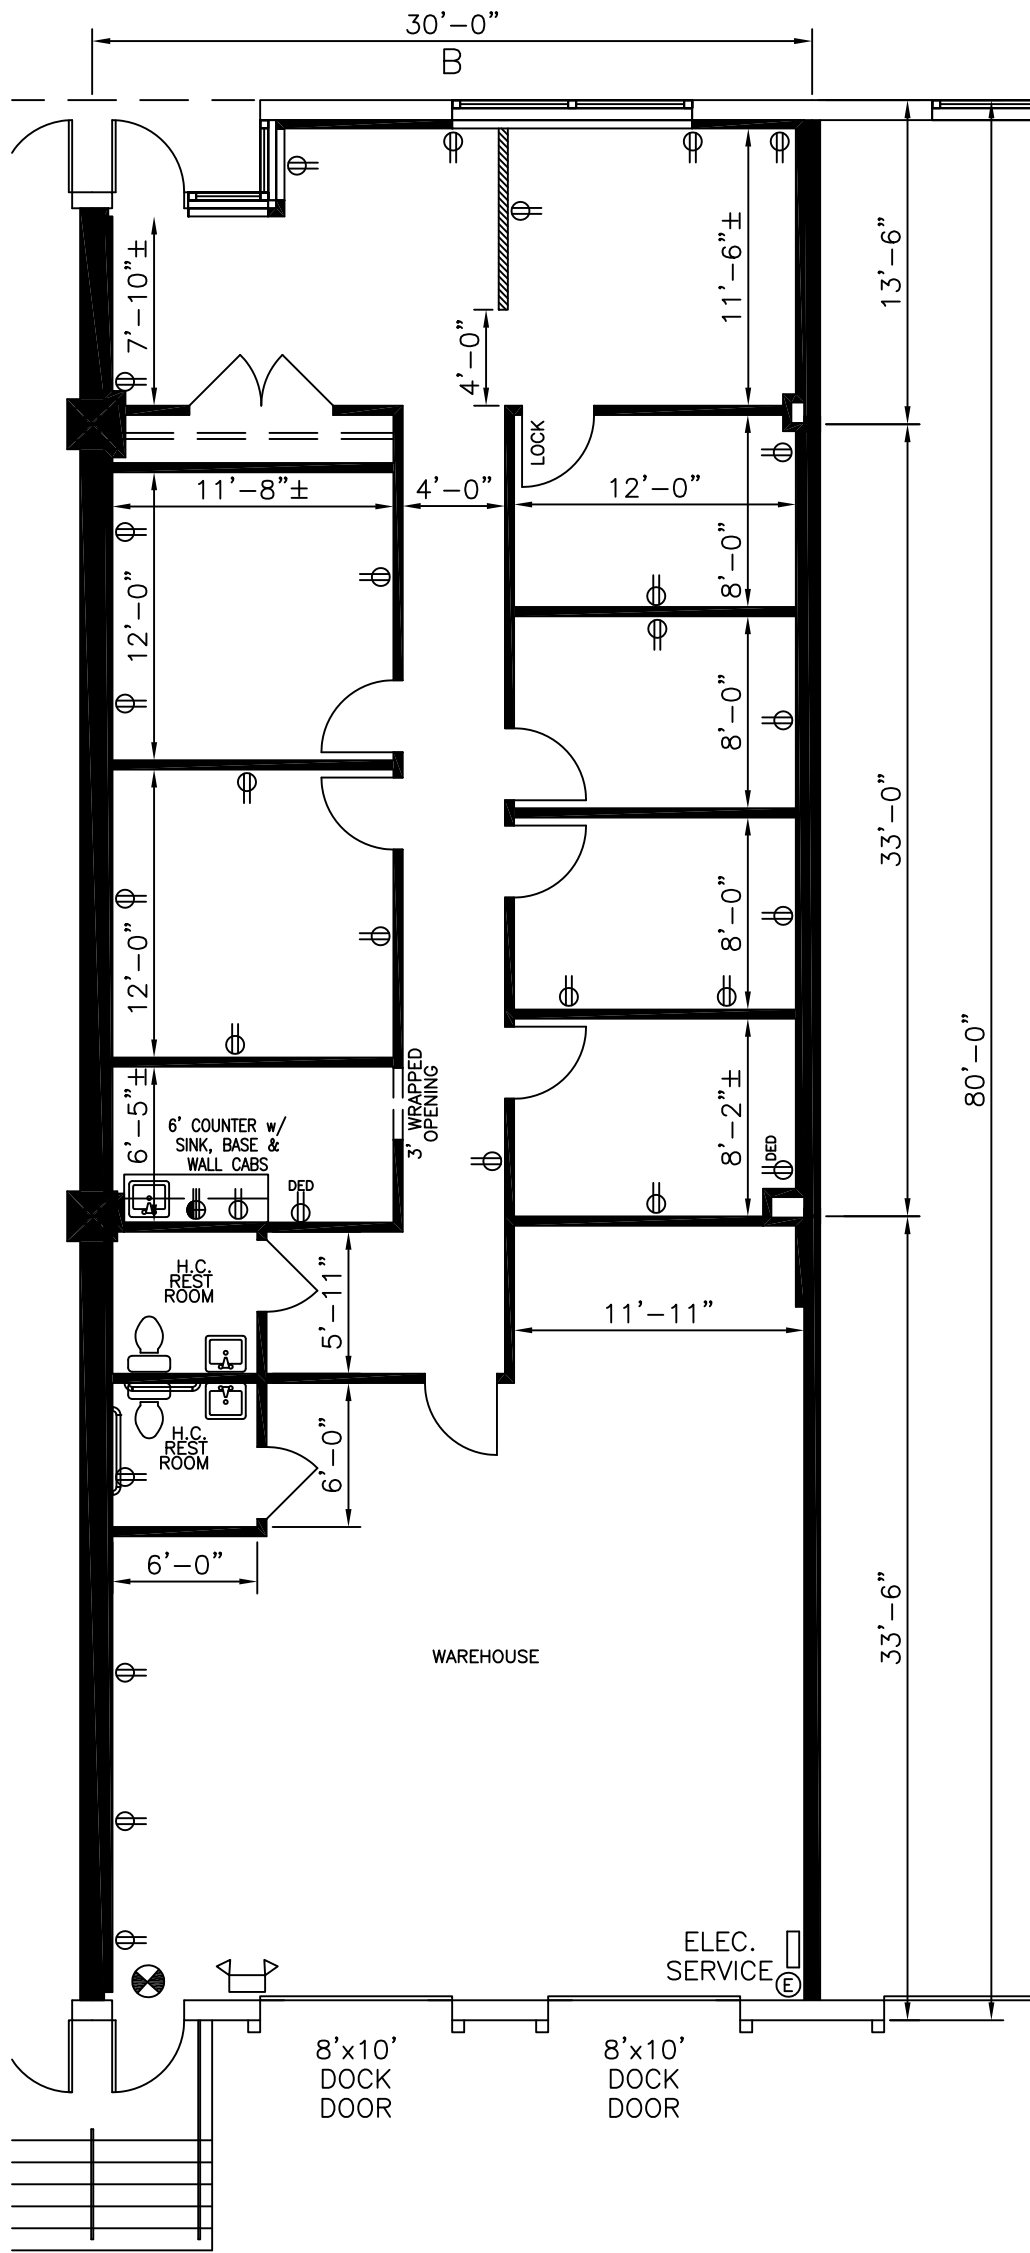 30'-0"
B
7'-10"±
11'-6"±
13'-6"
4'-0"
LOCK
11'-8"±
4'-0"
12'-0"
8'-0"
12'-0"
8'-0"
33'-0"
12'-0"
8'-0"
80'-0"
6'-5"±
6' COUNTER w/
SINK, BASE &
WALL CABS
DED
3' WRAPPED
OPENING
8'-2"±
DED
H.C.
REST
ROOM
5'-11"
11'-11"
H.C.
REST
ROOM
6'-0"
6'-0"
33'-6"
WAREHOUSE
ELEC.
SERVICE
E
8'x10'
DOCK
DOOR
8'x10'
DOCK
DOOR